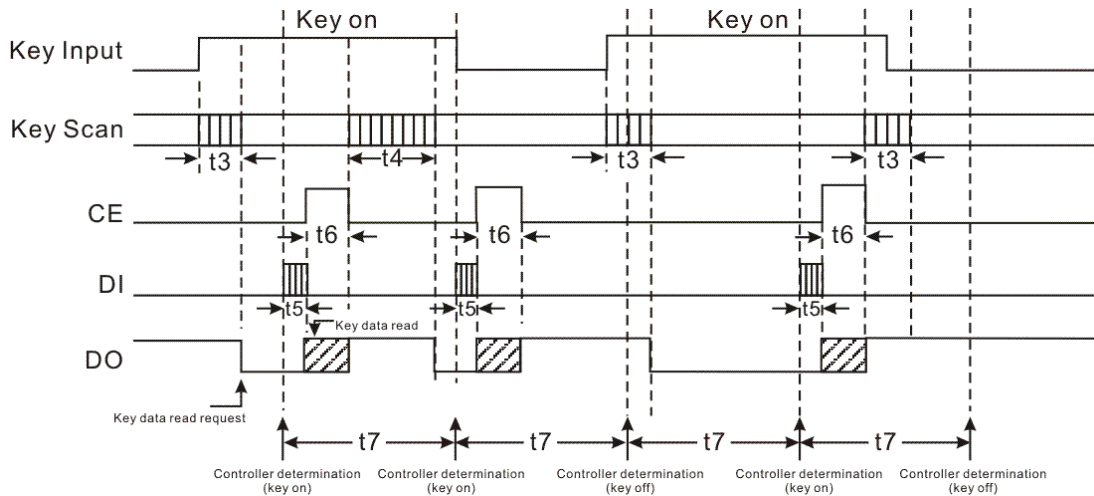 Key on
Key on
Key Input
Key Scan
t3
t4
t3
t3
CE
t6
t6
t6
DI
t5
t5
t5
Key data read
DO
Key data read request
t7
t7
t7
t7
Controller determination
(key on)
Controller determination
(key on)
Controller determination
(key off)
Controller determination
(key on)
Controller determination
(key off)